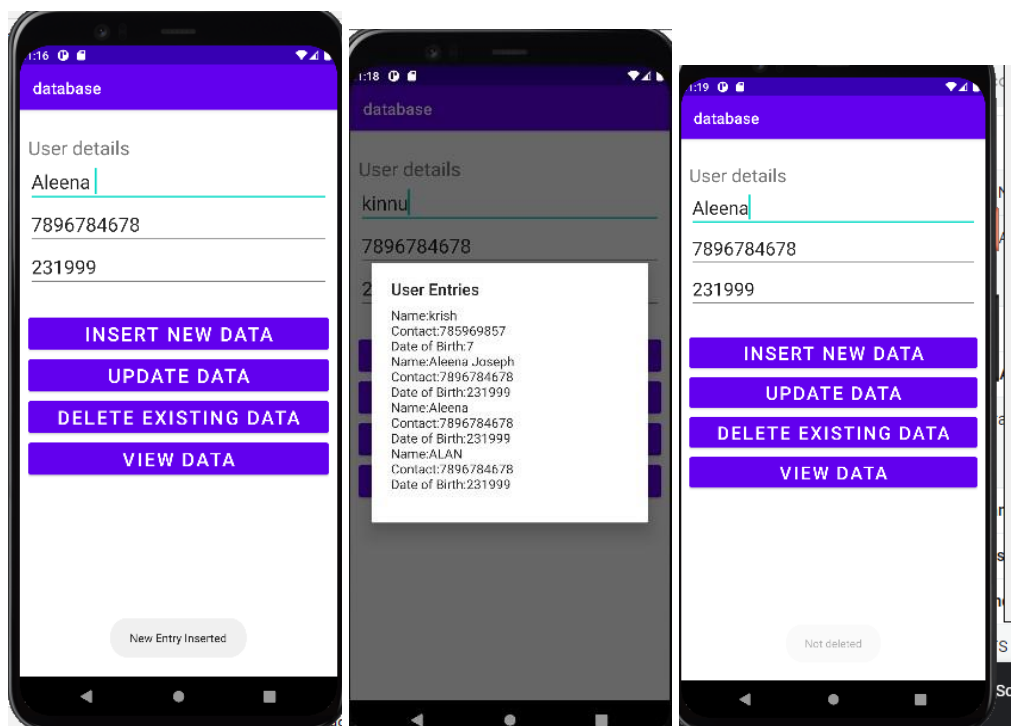 1:16
database
User details
Aleena
7896784678
231999
INSERT NEW DATA
UPDATE DATA
DELETE EXISTING DATA
VIEW DATA
New Entry Inserted
1:18
database
User details
kinnu
7896784678
2
User Entries
Name:krish
Contact:785969857
Date of Birth:7
Name:Aleena Joseph
Contact:7896784678
Date of Birth:231999
Name:Aleena
Contact:7896784678
Date of Birth:231999
Name:ALAN
Contact:7896784678
Date of Birth:231999
1:19
database
User details
Aleena
7896784678
231999
INSERT NEW DATA
UPDATE DATA
DELETE EXISTING DATA
VIEW DATA
Not deleted